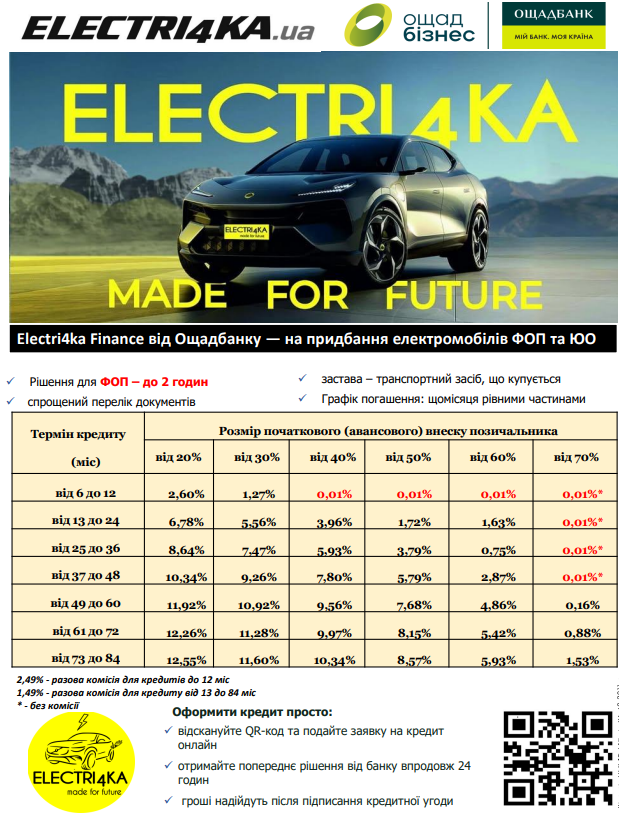 ELECTRI4KA.ua
ощад
бізнес
ОЩАДБАНК
МІЙ БАНК. МОЯ КРАЇНА
ELECTRI4KA
ELECTRI4KA
made for future
MADE FOR FUTURE
Electri4ka Finance від Ощадбанку — на придбання електромобілів ФОП та ЮО
✓ Рішення для ФОП – до 2 годин
✓ застава – транспортний засіб, що купується
✓ спрощений перелік документів
✓ Графік погашення: щомісяця рівними частинами
Термін кредиту
(міс)
Розмір початкового (авансового) внеску позичальника
від 20% від 30% від 40% від 50% від 60% від 70%
від 6 до 12 2,60% 1,27% 0,01% 0,01% 0,01% 0,01%*
від 13 до 24 6,78% 5,56% 3,96% 1,72% 1,63% 0,01%*
від 25 до 36 8,64% 7,47% 5,93% 3,79% 0,75% 0,01%*
від 37 до 48 10,34% 9,26% 7,80% 5,79% 2,87% 0,01%*
від 49 до 60 11,92% 10,92% 9,56% 7,68% 4,86% 0,16%
від 61 до 72 12,26% 11,28% 9,97% 8,15% 5,42% 0,88%
від 73 до 84 12,55% 11,60% 10,34% 8,57% 5,93% 1,53%
2,49% - разова комісія для кредитів до 12 міс
1,49% - разова комісія для кредиту від 13 до 84 міс
* - без комісії
ELECTRI4KA
made for future
Оформити кредит просто:
✓ відскануйте QR-код та подайте заявку на кредит
онлайн
✓ отримайте попереднє рішення від банку впродовж 24
годин
✓ гроші надійдуть після підписання кредитної угоди